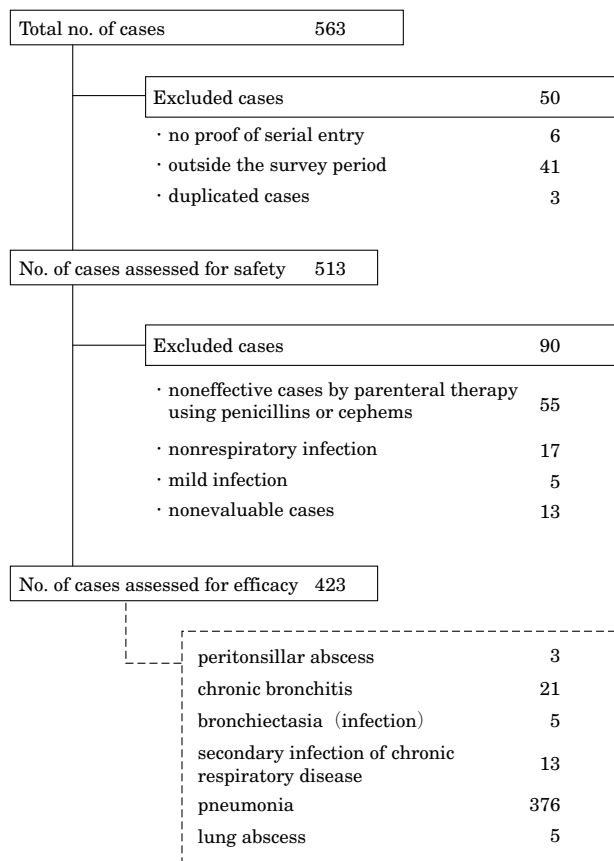 Total no. of cases 563
Excluded cases 50
・no proof of serial entry 6
・outside the survey period 41
・duplicated cases 3
No. of cases assessed for safety 513
Excluded cases 90
・noneffective cases by parenteral therapy
using penicillins or cephems 55
・nonrespiratory infection 17
・mild infection 5
・nonevaluable cases 13
No. of cases assessed for efficacy 423
peritonsillar abscess 3
chronic bronchitis 21
bronchiectasia（infection） 5
secondary infection of chronic
respiratory disease 13
pneumonia 376
lung abscess 5